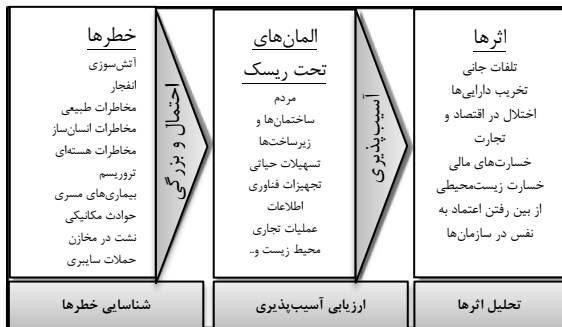 خطرها
آتش‌سوزی
انفجار
مخاطرات طبیعی
مخاطرات انسان‌ساز
مخاطرات هسته‌ای
تروریسم
بیماری‌های مسری
حوادث مکانیکی
نشت در مخازن
حملات سایبری
احتمال و بزرگی
المان‌های
تحت ریسک
مردم
ساختمان‌ها و
زیرساخت‌ها
تسهیلات حیاتی
تجهیزات فناوری
اطلاعات
عملیات تجاری
محیط زیست و..
آسیب‌پذیری
اثرها
تلفات جانی
تخریب دارایی‌ها
اختلال در اقتصاد و
تجارت
خسارت‌های مالی
خسارت زیست‌محیطی
از بین رفتن اعتماد به
نفس در سازمان‌ها
شناسایی خطرها
ارزیابی آسیب‌پذیری
تحلیل اثرها